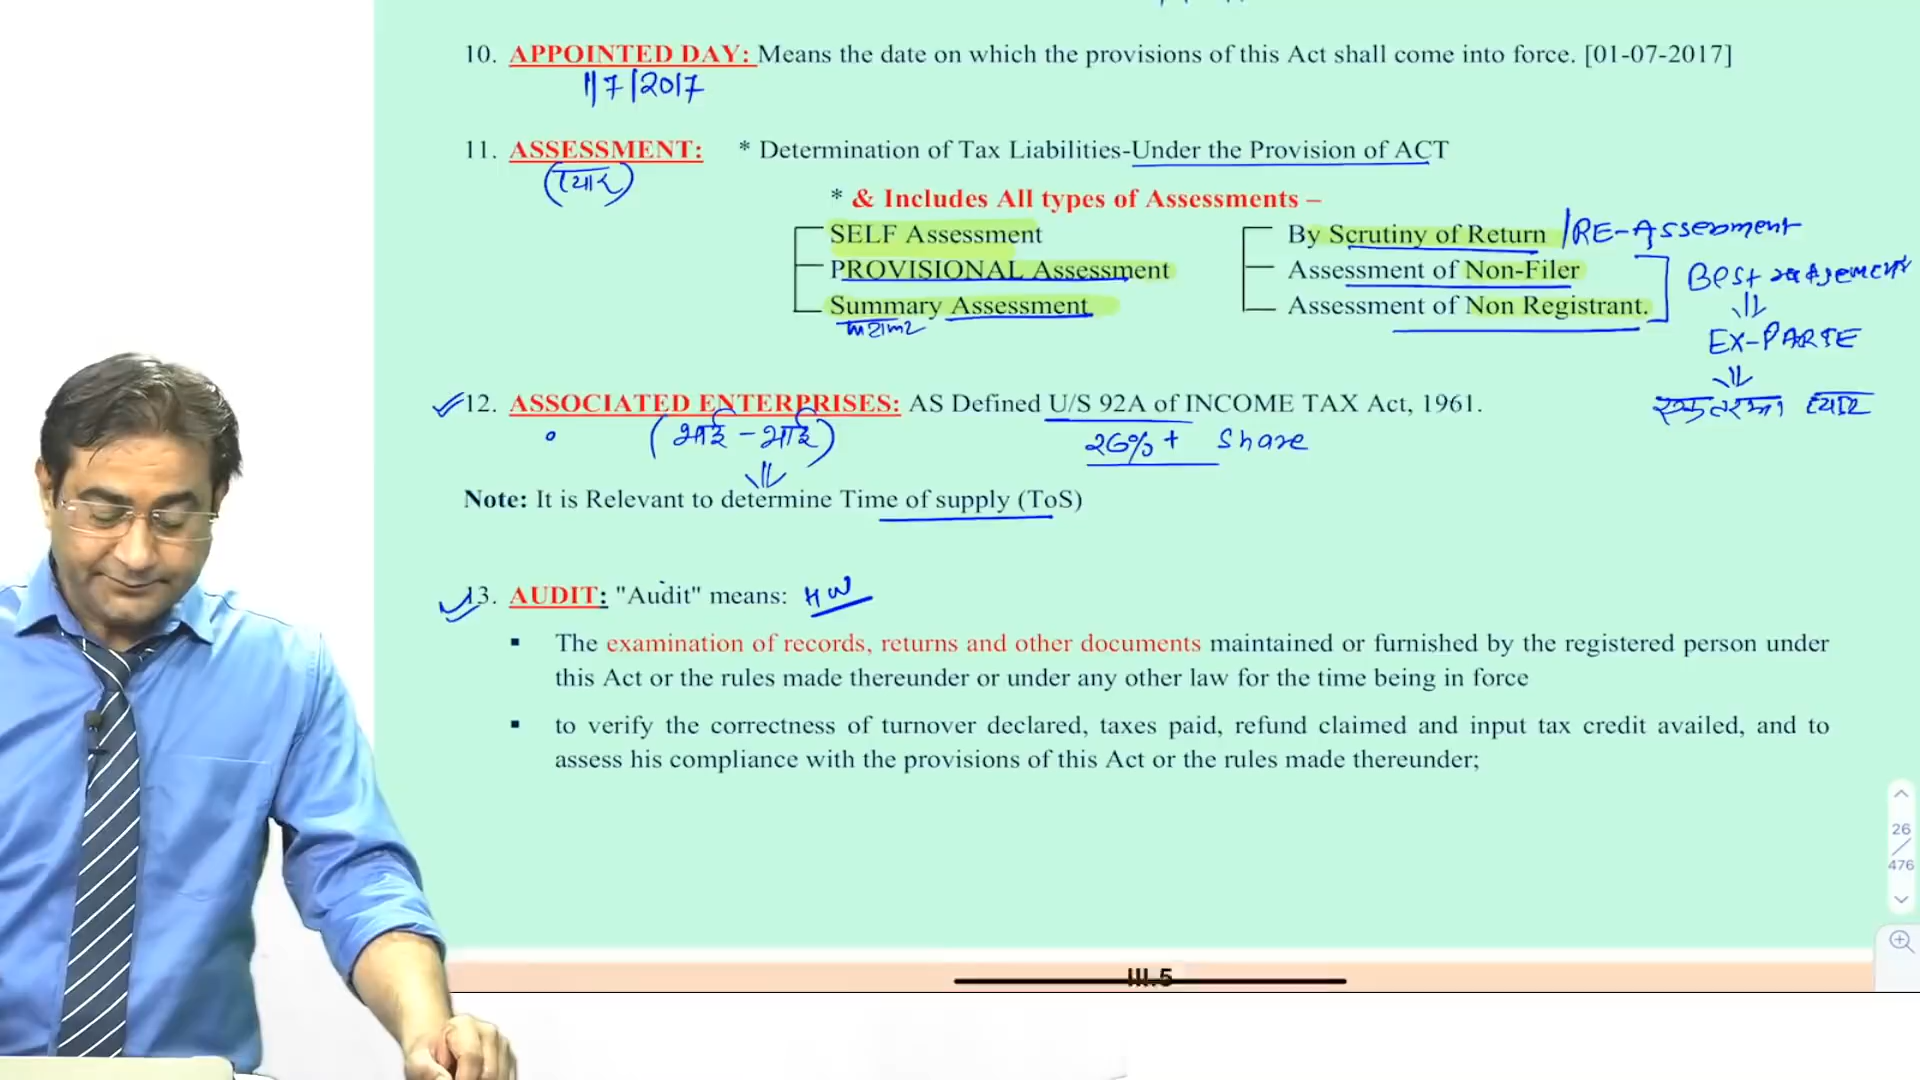 10. APPOINTED DAY: Means the date on which the provisions of this Act shall come into force. [01-07-2017]
1/7/2017
11. ASSESSMENT: * Determination of Tax Liabilities-Under the Provision of ACT
* & Includes All types of Assessments –
SELF Assessment
PROVISIONAL Assessment
Summary Assessment
By Scrutiny of Return /RE-Assessment
Assessment of Non-Filer
Assessment of Non Registrant.
Best
EX-PARTE
12. ASSOCIATED ENTERPRISES: AS Defined U/S 92A of INCOME TAX Act, 1961.
(भाई - भाई)
26% + Share
Note: It is Relevant to determine Time of supply (ToS)
13. AUDIT: "Audit" means: HW
▪ The examination of records, returns and other documents maintained or furnished by the registered person under
this Act or the rules made thereunder or under any other law for the time being in force
▪ to verify the correctness of turnover declared, taxes paid, refund claimed and input tax credit availed, and to
assess his compliance with the provisions of this Act or the rules made thereunder;
26
/
476
III.5